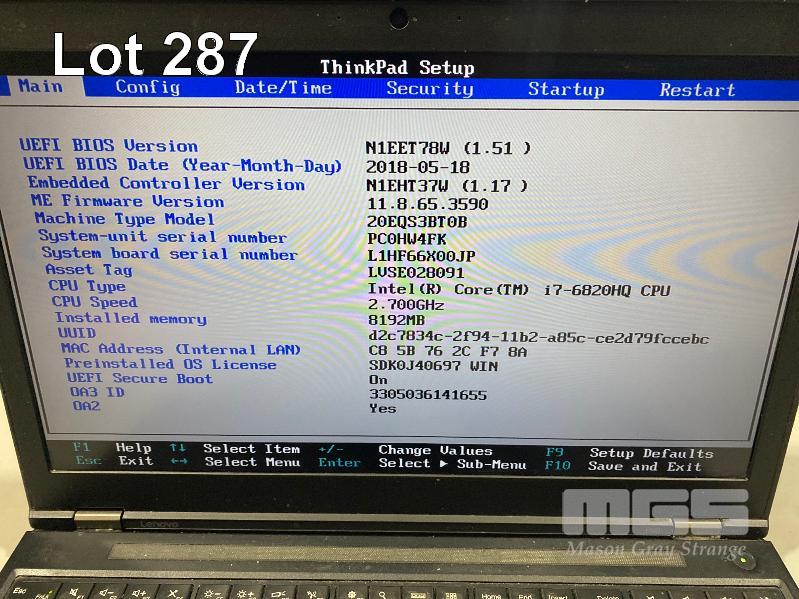 Lot 287
ThinkPad Setup
Main Config Date/Time Security Startup Restart
UEFI BIOS Version N1EET78W (1.51 )
UEFI BIOS Date (Year-Month-Day) 2018-05-18
Embedded Controller Version N1EHT37W (1.17 )
ME Firmware Version 11.8.65.3590
Machine Type Model 20EQS3BT0B
System-unit serial number PC0HW4FK
System board serial number L1HF66X00JP
Asset Tag LVSE028091
CPU Type Intel(R) Core(TM) i7-6820HQ CPU
CPU Speed 2.700GHz
Installed memory 8192MB
UUID d2c7834c-2f94-11b2-a85c-ce2d79fccebc
MAC Address (Internal LAN) C8 5B 76 2C F7 8A
Preinstalled OS License SDK0J40697 WIN
UEFI Secure Boot On
OA3 ID 3305036141655
OA2 Yes
F1 Help ↑↓ Select Item +/- Change Values F9 Setup Defaults
Esc Exit ←→ Select Menu Enter Select ▶ Sub-Menu F10 Save and Exit
MGS
Lenovo
Mason Gray Strange
Esc
Home End Insert Delete